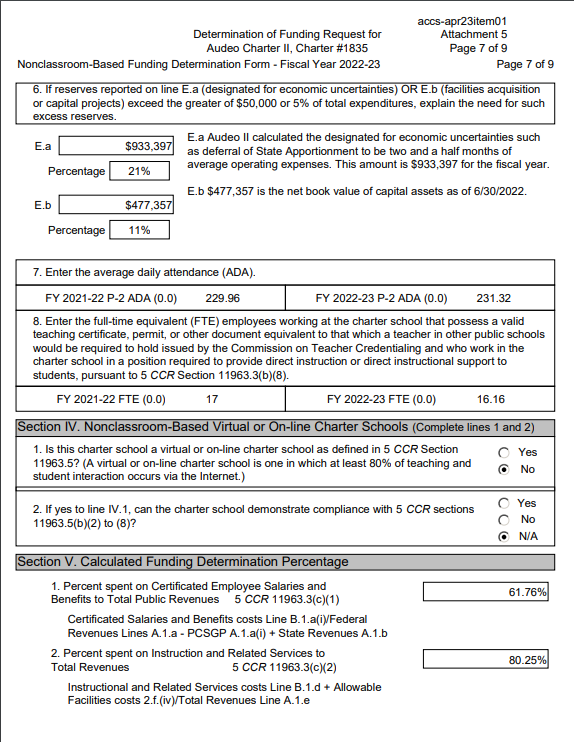 accs-apr23item01
Determination of Funding Request for Attachment 5
Audeo Charter II, Charter #1835 Page 7 of 9
Nonclassroom-Based Funding Determination Form - Fiscal Year 2022-23 Page 7 of 9
6. If reserves reported on line E.a (designated for economic uncertainties) OR E.b (facilities acquisition
or capital projects) exceed the greater of $50,000 or 5% of total expenditures, explain the need for such
excess reserves.
E.a $933,397
Percentage 21%
E.b $477,357
Percentage 11%
E.a Audeo II calculated the designated for economic uncertainties such
as deferral of State Apportionment to be two and a half months of
average operating expenses. This amount is $933,397 for the fiscal year.
E.b $477,357 is the net book value of capital assets as of 6/30/2022.
7. Enter the average daily attendance (ADA).
FY 2021-22 P-2 ADA (0.0) 229.96 FY 2022-23 P-2 ADA (0.0) 231.32
8. Enter the full-time equivalent (FTE) employees working at the charter school that possess a valid
teaching certificate, permit, or other document equivalent to that which a teacher in other public schools
would be required to hold issued by the Commission on Teacher Credentialing and who work in the
charter school in a position required to provide direct instruction or direct instructional support to
students, pursuant to 5 CCR Section 11963.3(b)(8).
FY 2021-22 FTE (0.0) 17 FY 2022-23 FTE (0.0) 16.16
Section IV. Nonclassroom-Based Virtual or On-line Charter Schools (Complete lines 1 and 2)
1. Is this charter school a virtual or on-line charter school as defined in 5 CCR Section
11963.5? (A virtual or on-line charter school is one in which at least 80% of teaching and
student interaction occurs via the Internet.)
Yes
No
2. If yes to line IV.1, can the charter school demonstrate compliance with 5 CCR sections
11963.5(b)(2) to (8)?
Yes
No
N/A
Section V. Calculated Funding Determination Percentage
1. Percent spent on Certificated Employee Salaries and
Benefits to Total Public Revenues 5 CCR 11963.3(c)(1) 61.76%
Certificated Salaries and Benefits costs Line B.1.a(i)/Federal
Revenues Lines A.1.a - PCSGP A.1.a(i) + State Revenues A.1.b
2. Percent spent on Instruction and Related Services to
Total Revenues 5 CCR 11963.3(c)(2) 80.25%
Instructional and Related Services costs Line B.1.d + Allowable
Facilities costs 2.f.(iv)/Total Revenues Line A.1.e